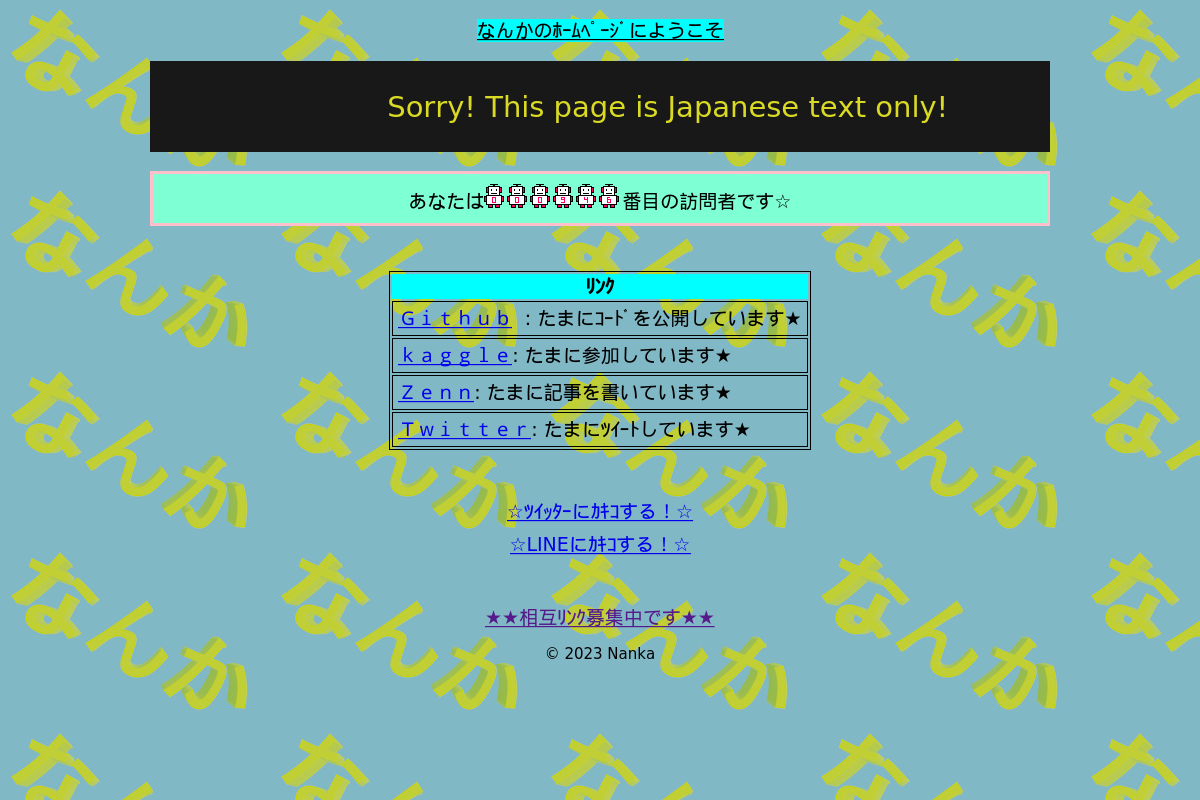 なんかのﾎｰﾑﾍﾟｰｼﾞにようこそ
Sorry! This page is Japanese text only!
あなたは000946番目の訪問者です☆
ﾘﾝｸ
Ｇｉｔｈｕｂ : たまにｺｰﾄﾞを公開しています★
ｋａｇｇｌｅ: たまに参加しています★
Ｚｅｎｎ: たまに記事を書いています★
Ｔｗｉｔｔｅｒ: たまにﾂｲｰﾄしています★
☆ﾂｲｯﾀｰにｶｷｺする！☆
☆LINEにｶｷｺする！☆
★★相互ﾘﾝｸ募集中です★★
© 2023 Nanka
なんか